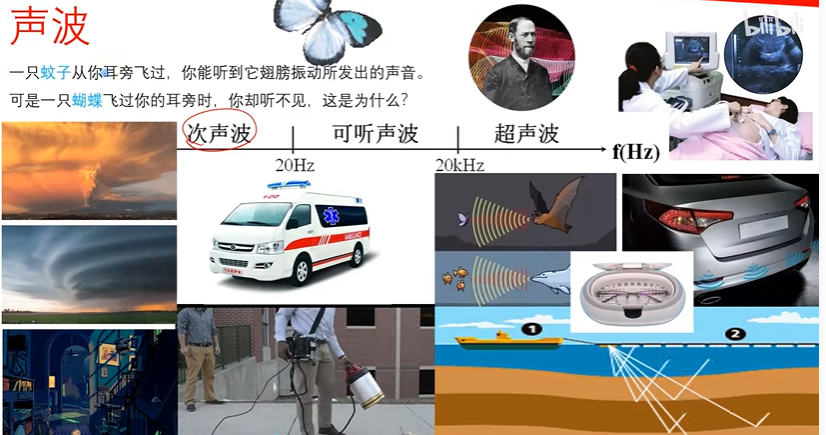 声波
bilibili
一只蚊子从你耳旁飞过，你能听到它翅膀振动所发出的声音。
可是一只蝴蝶飞过你的耳旁时，你却听不见，这是为什么？
次声波 可听声波 超声波
20Hz 20kHz f(Hz)
120
AMBULANCE
1 2